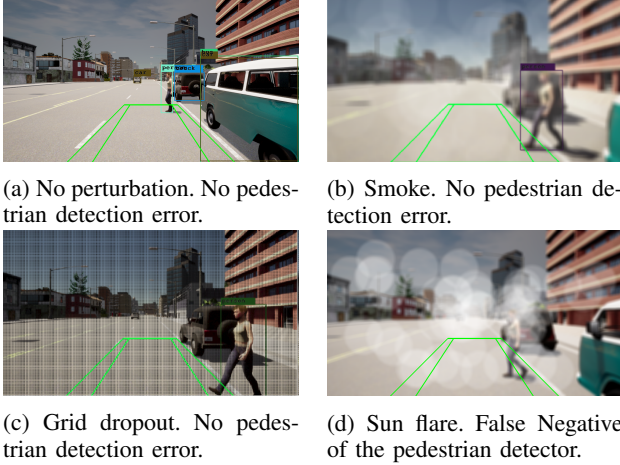 (a) No perturbation. No pedes-
trian detection error.
(b) Smoke. No pedestrian de-
tection error.
(c) Grid dropout. No pedes-
trian detection error.
(d) Sun flare. False Negative
of the pedestrian detector.